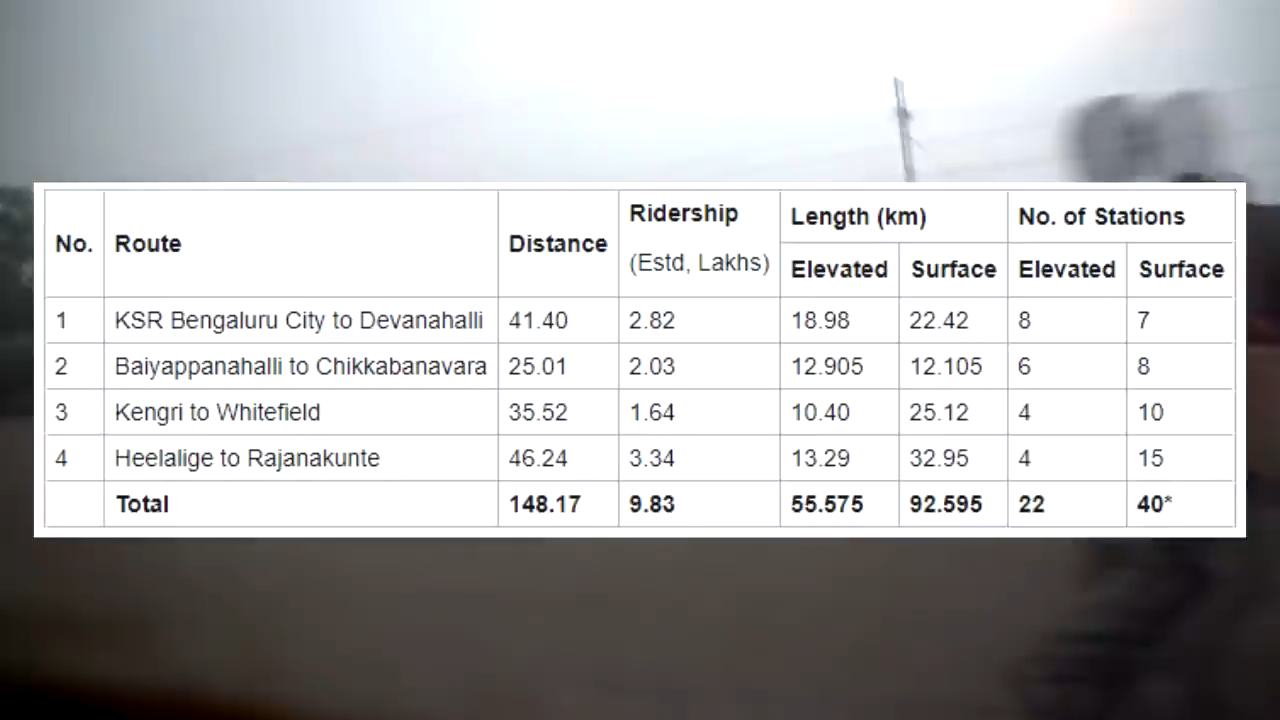 No. Route Distance Ridership (Estd, Lakhs) Length (km) No. of Stations
Elevated Surface Elevated Surface
1 KSR Bengaluru City to Devanahalli 41.40 2.82 18.98 22.42 8 7
2 Baiyappanahalli to Chikkabanavara 25.01 2.03 12.905 12.105 6 8
3 Kengri to Whitefield 35.52 1.64 10.40 25.12 4 10
4 Heelalige to Rajanakunte 46.24 3.34 13.29 32.95 4 15
Total 148.17 9.83 55.575 92.595 22 40*